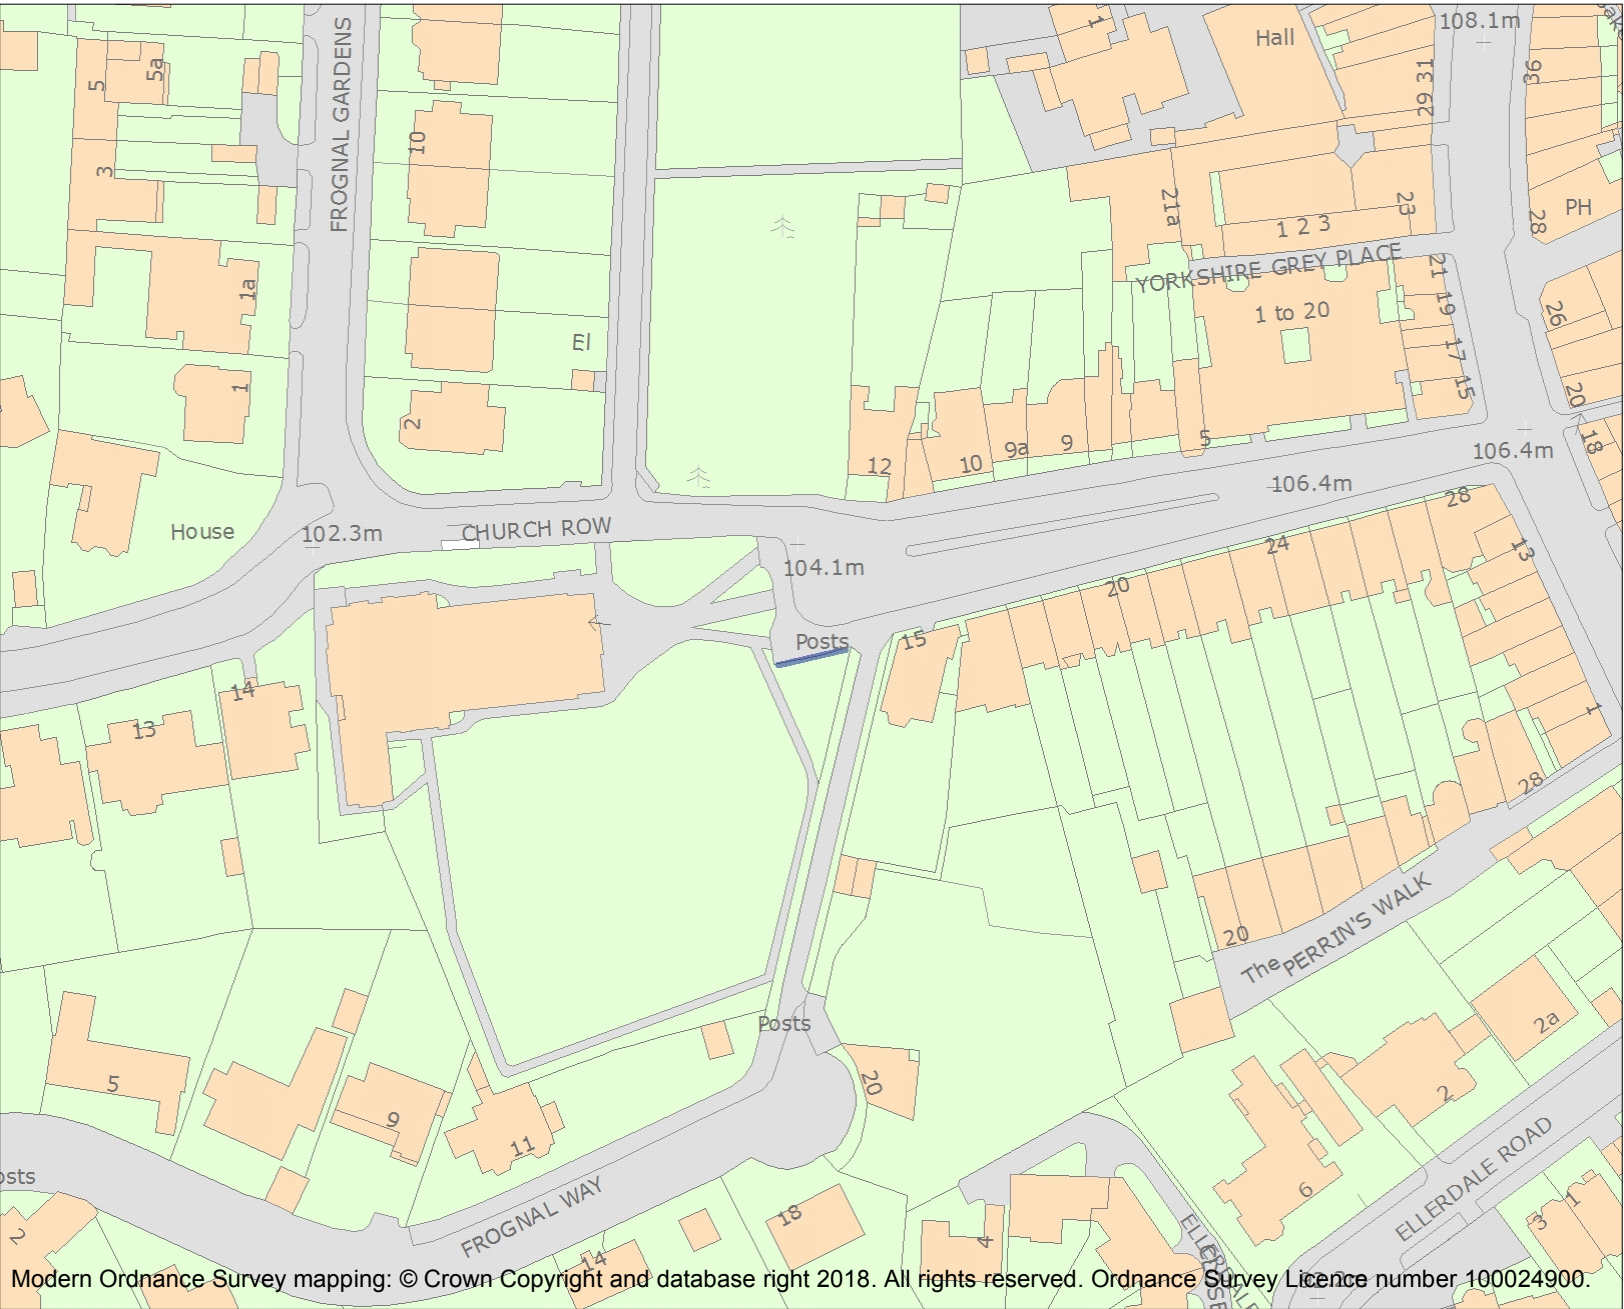 108.1m
Hall
1
5a
5
FROGNAL GARDENS
29 31
36
10
3
21a
23
28
PH
1 2 3
YORKSHIRE GREY PLACE
21
1a
19
26
1 to 20
El
17
1
15
20
2
5
18
9
9a
10
12
106.4m
106.4m
28
House
102.3m
CHURCH ROW
24
13
104.1m
20
Posts
15
14
13
1
28
20
The PERRIN'S WALK
Posts
2a
5
20
2
9
11
ELLERDALE ROAD
6
FROGNAL WAY
18
1
3
4
2
14
Modern Ordnance Survey mapping: © Crown Copyright and database right 2018. All rights reserved. Ordnance Survey Licence number 100024900.